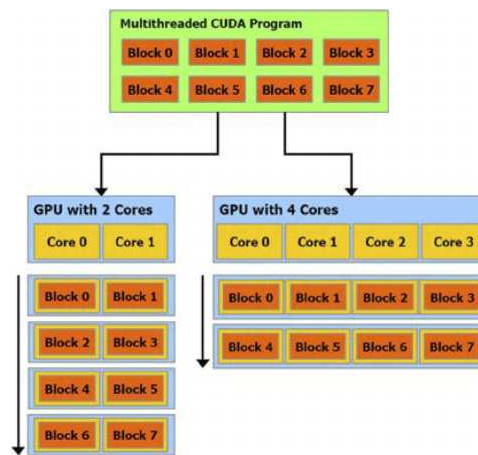 Multithreaded CUDA Program
Block 0 Block 1 Block 2 Block 3
Block 4 Block 5 Block 6 Block 7
GPU with 2 Cores
Core 0 Core 1
Block 0 Block 1
Block 2 Block 3
Block 4 Block 5
Block 6 Block 7
GPU with 4 Cores
Core 0 Core 1 Core 2 Core 3
Block 0 Block 1 Block 2 Block 3
Block 4 Block 5 Block 6 Block 7